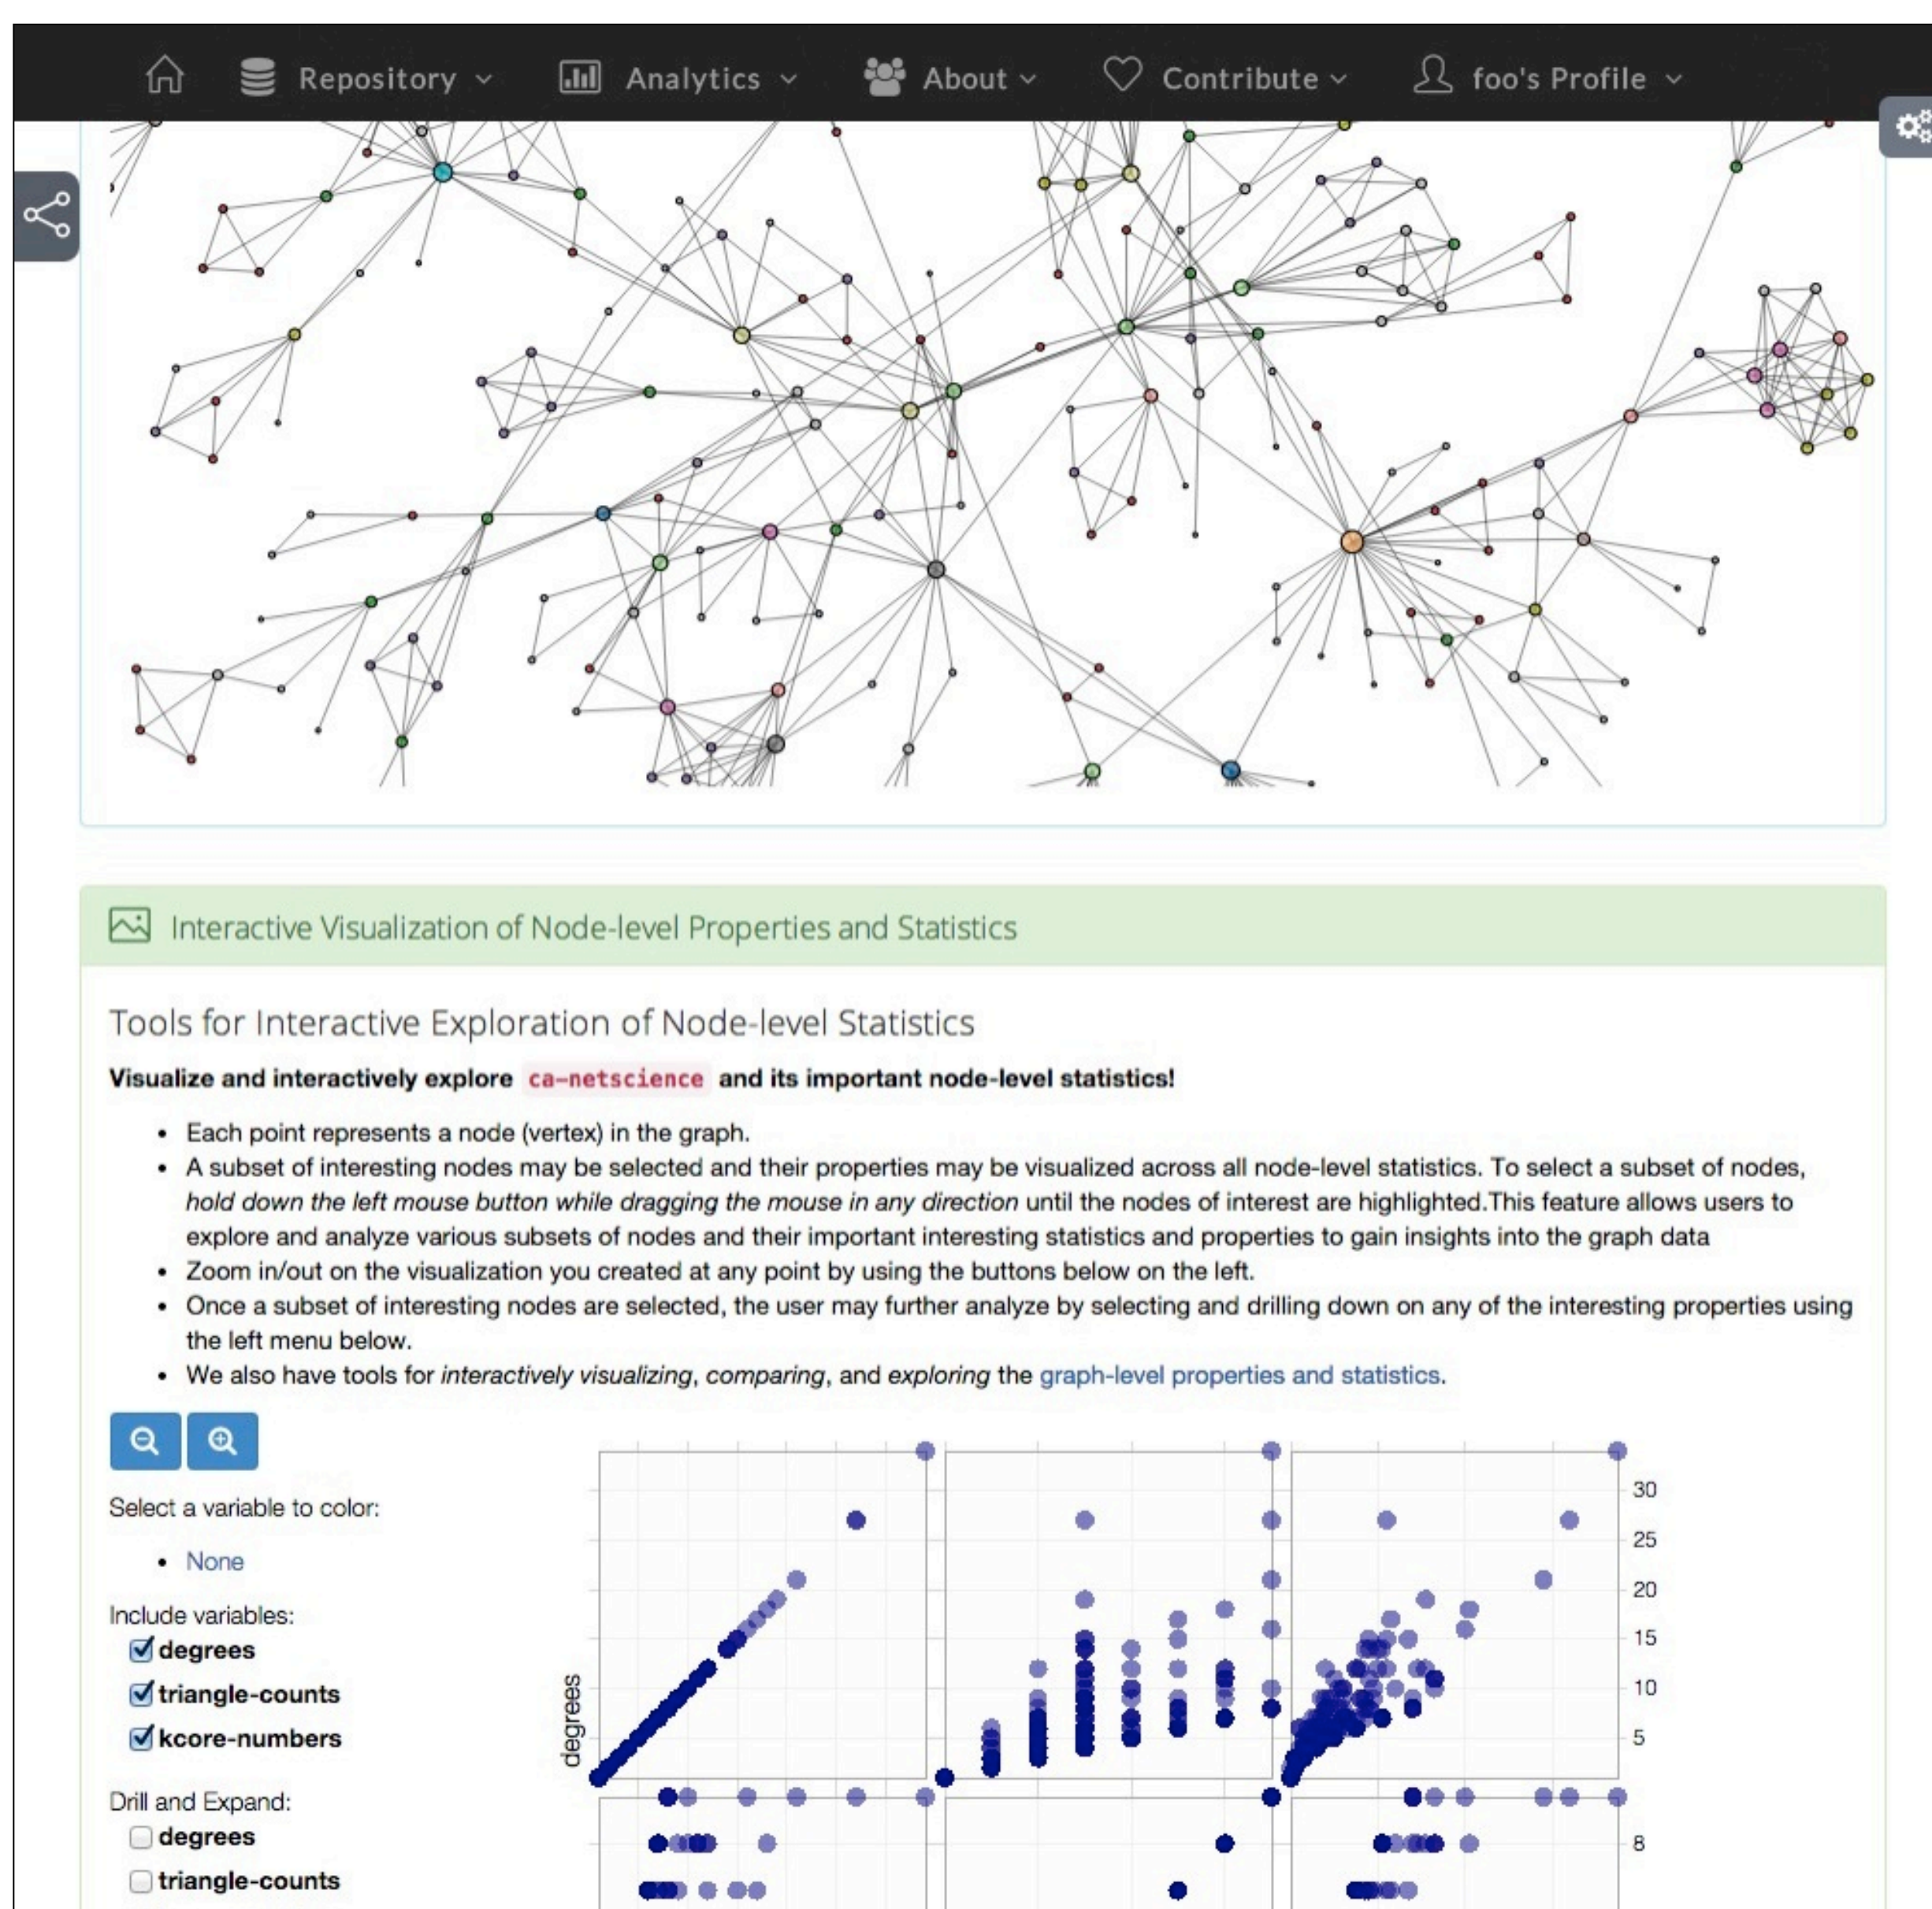 Repository Analytics About Contribute foo's Profile
Interactive Visualization of Node-level Properties and Statistics
Tools for Interactive Exploration of Node-level Statistics
Visualize and interactively explore ca-netscience and its important node-level statistics!
• Each point represents a node (vertex) in the graph.
• A subset of interesting nodes may be selected and their properties may be visualized across all node-level statistics. To select a subset of nodes,
hold down the left mouse button while dragging the mouse in any direction until the nodes of interest are highlighted.This feature allows users to
explore and analyze various subsets of nodes and their important interesting statistics and properties to gain insights into the graph data
• Zoom in/out on the visualization you created at any point by using the buttons below on the left.
• Once a subset of interesting nodes are selected, the user may further analyze by selecting and drilling down on any of the interesting properties using
the left menu below.
• We also have tools for interactively visualizing, comparing, and exploring the graph-level properties and statistics.
Select a variable to color:
• None
Include variables:
degrees
triangle-counts
kcore-numbers
Drill and Expand:
degrees
triangle-counts
degrees
30
25
20
15
10
5
8